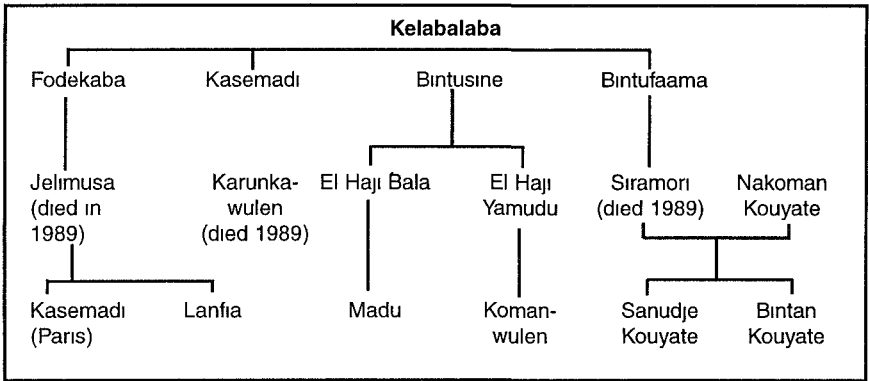 Kelabalaba
Fodekaba Kasemadı Bıntusıne Bıntufaama
Jelımusa Karunka- El Hajı Bala El Hajı Sıramorı Nakoman
(dıed ın wulen Yamudu (dıed 1989) Kouyate
1989) (dıed 1989)
Kasemadı Lanfıa Madu Koman- Sanudje Bıntan
(Parıs) wulen Kouyate Kouyate